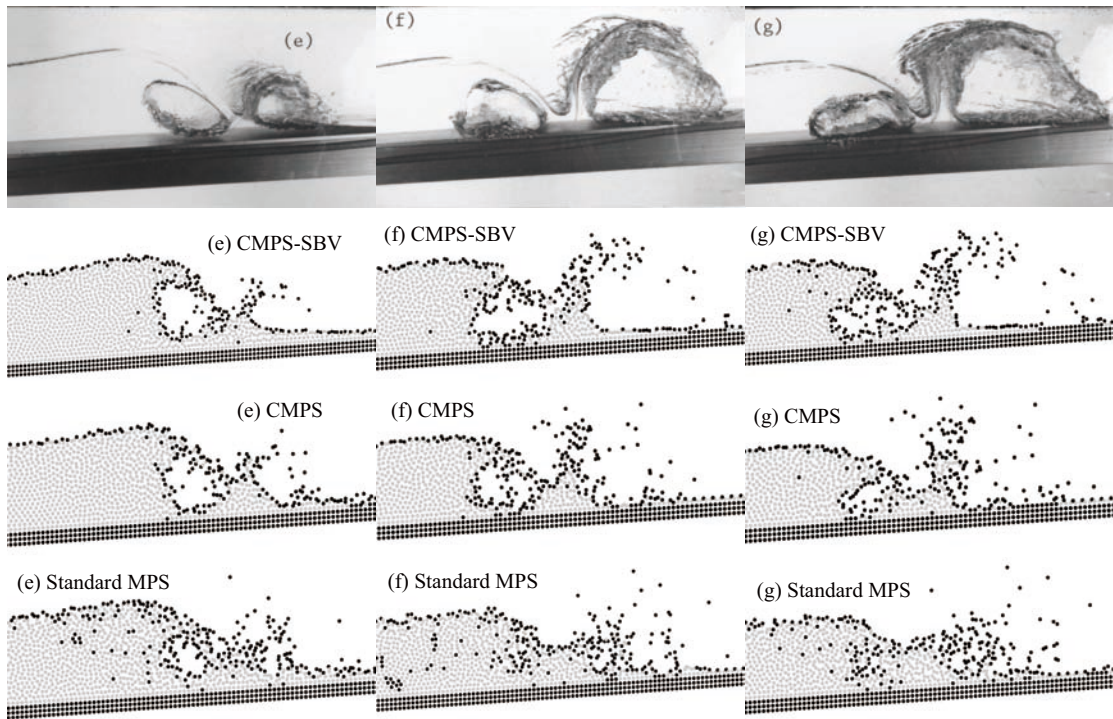 (e)
(f)
(g)
(e) CMPS-SBV
(f) CMPS-SBV
(g) CMPS-SBV
(e) CMPS
(f) CMPS
(g) CMPS
(e) Standard MPS
(f) Standard MPS
(g) Standard MPS